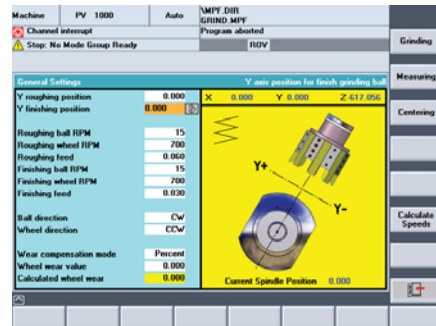 Machine PV 1000 Auto \MPF.DIR
GRIND.MPF
Channel interrupt Program aborted
Stop: No Mode Group Ready ROV
Grinding
General Settings Y axis position for finish grinding ball
Measuring
Y roughing position 0.000 X 0.000 Y 0.000 Z-617.056
Y finishing position 0.000
Centering
Roughing ball RPM 15
Roughing wheel RPM 700
Roughing feed 0.060
Finishing ball RPM 15
Finishing wheel RPM 700
Finishing feed 0.030
Y+
Y-
Ball direction CW
Wheel direction CCW
Calculate
Speeds
Wear compensation mode Percent
Wheel wear value 0.000
Calculated wheel wear 0.000 Current Spindle Position 0.000